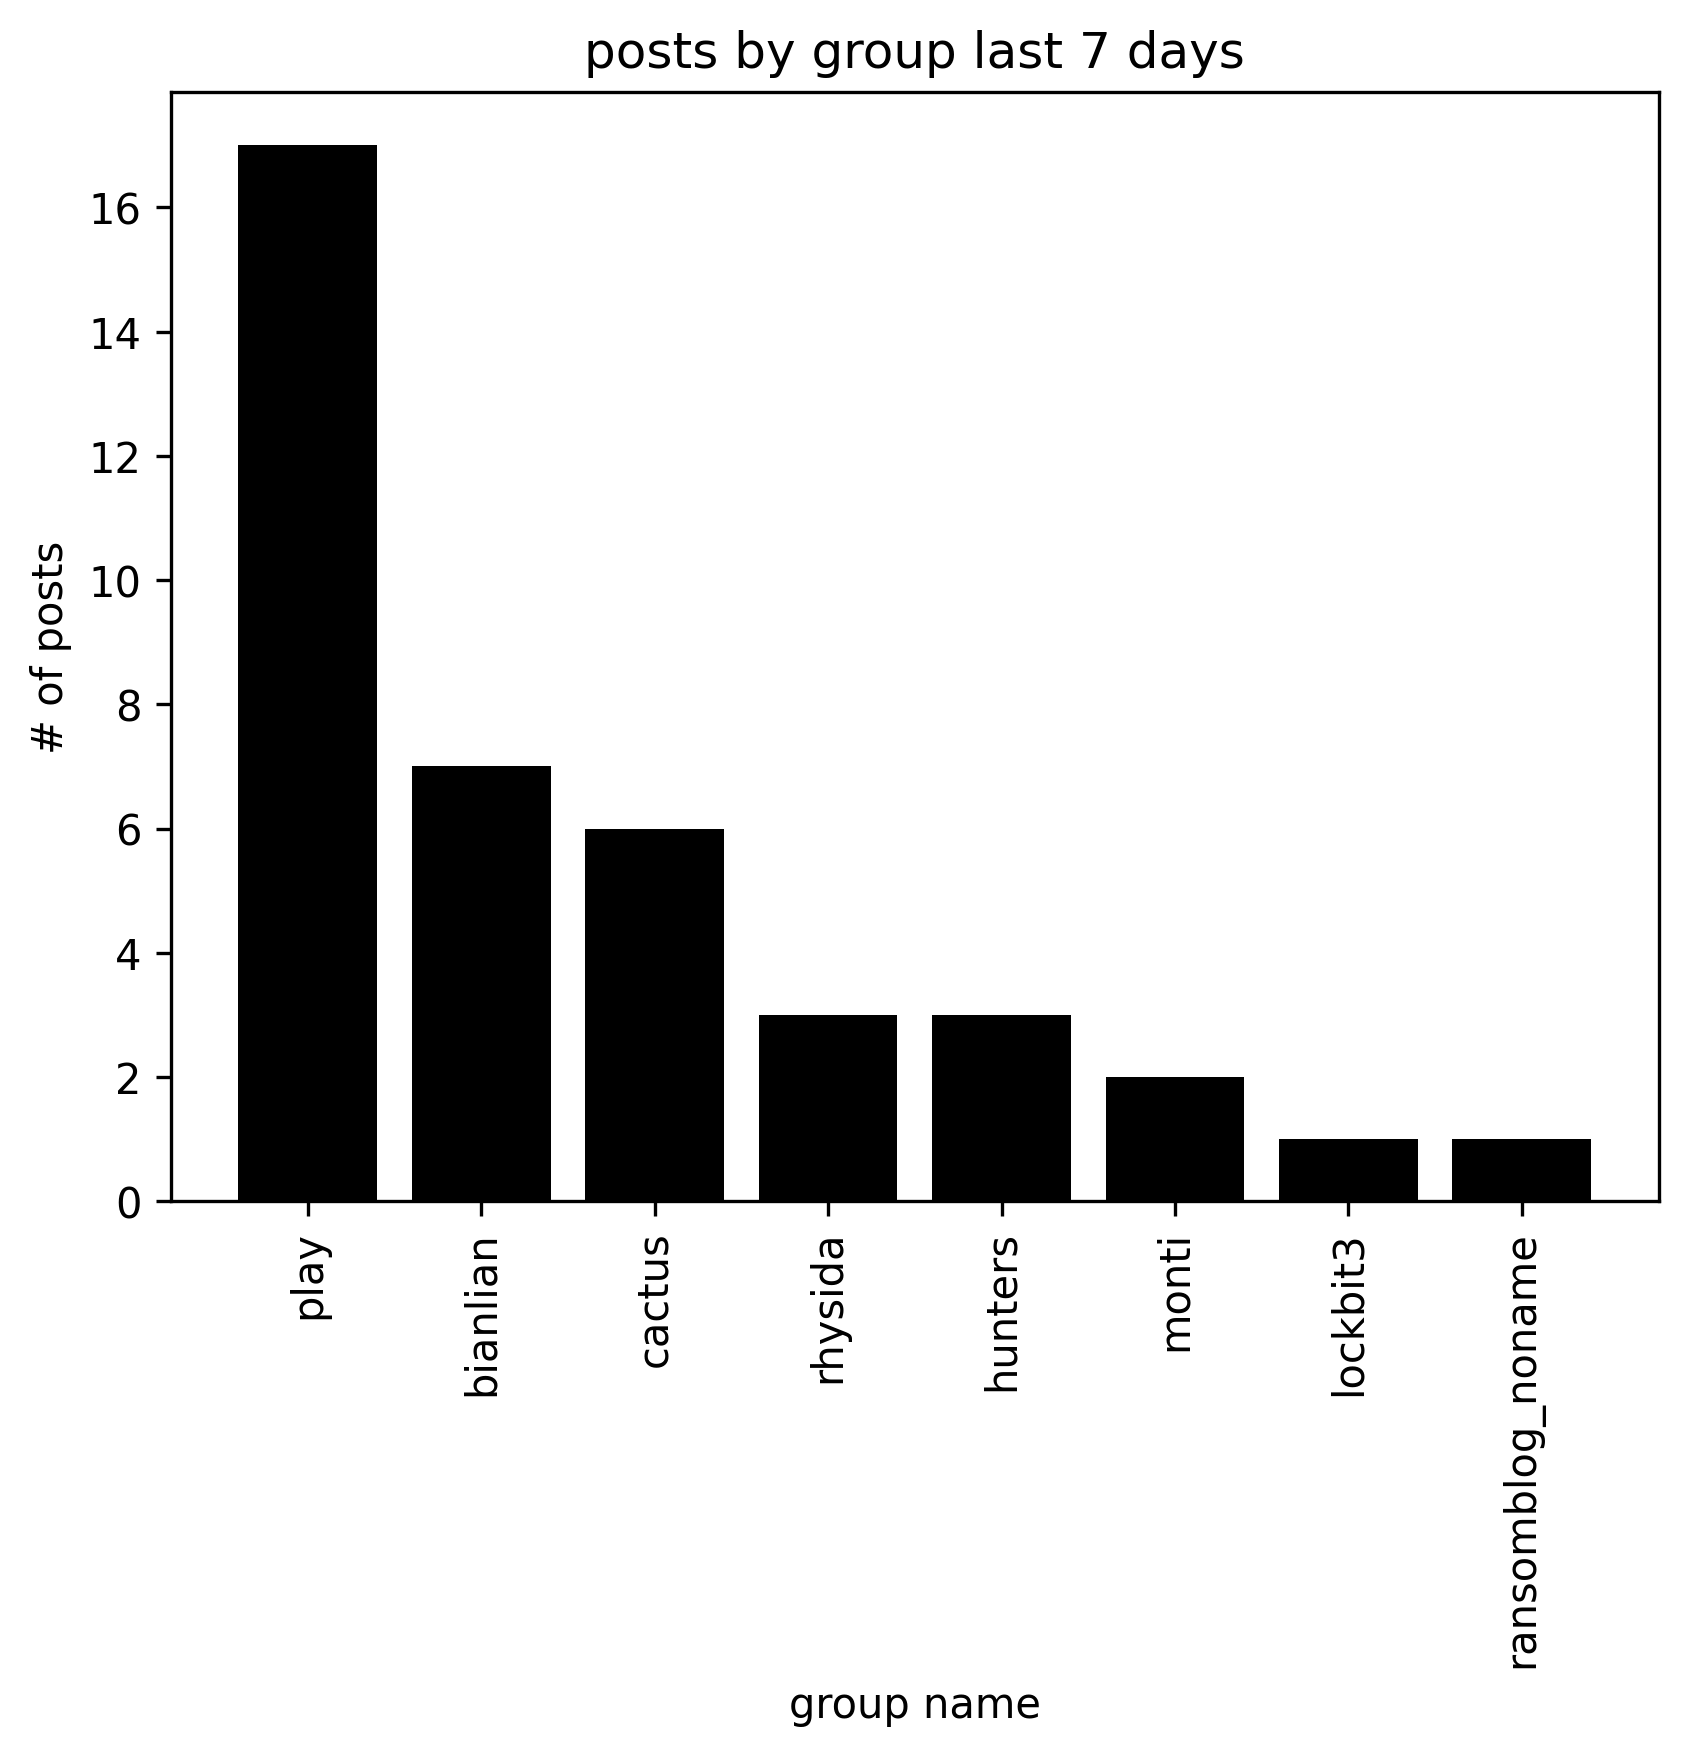 posts by group last 7 days
# of posts
16
14
12
10
8
6
4
2
0
play
bianlian
cactus
rhysida
hunters
monti
lockbit3
ransomblog_noname
group name